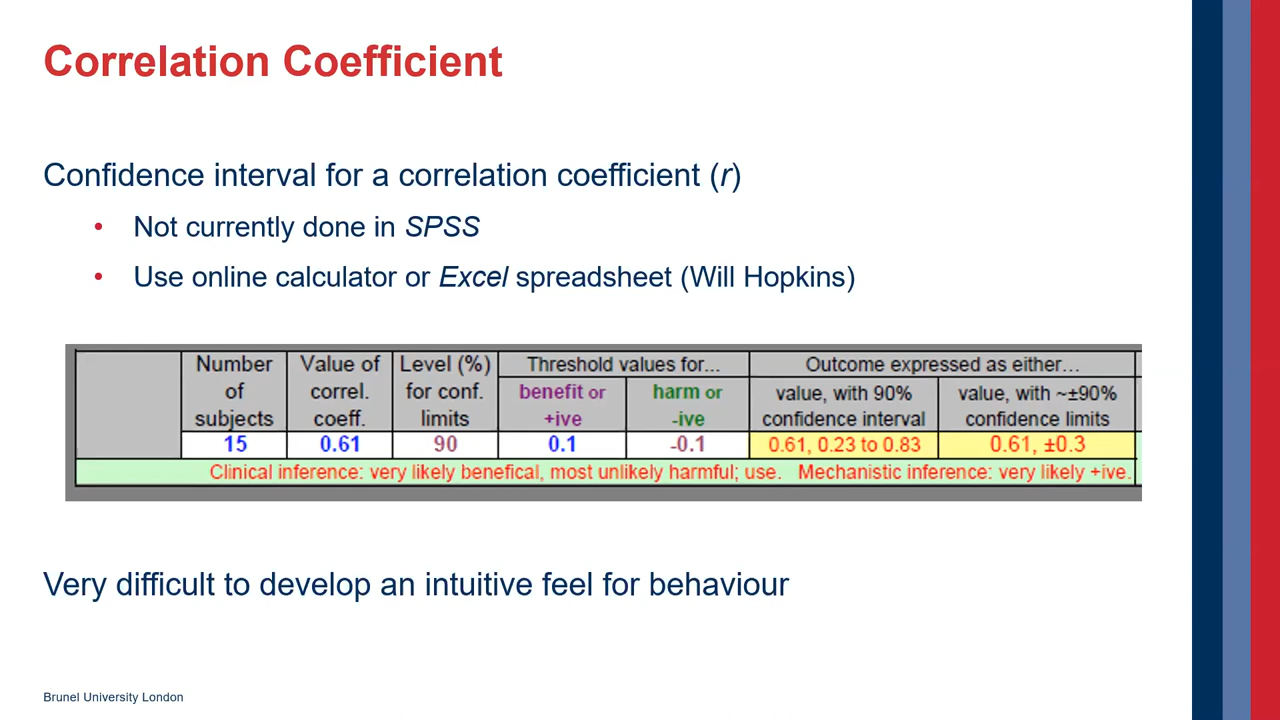 Correlation Coefficient
Confidence interval for a correlation coefficient (r)
• Not currently done in SPSS
• Use online calculator or Excel spreadsheet (Will Hopkins)
Number Value of Level (%) Threshold values for... Outcome expressed as either...
of correl. for conf. benefit or harm or value, with 90% value, with ~±90%
subjects coeff. limits +ive -ive confidence interval confidence limits
15 0.61 90 0.1 -0.1 0.61, 0.23 to 0.83 0.61, ±0.3
Clinical inference: very likely benefical, most unlikely harmful; use. Mechanistic inference: very likely +ive.
Very difficult to develop an intuitive feel for behaviour
Brunel University London